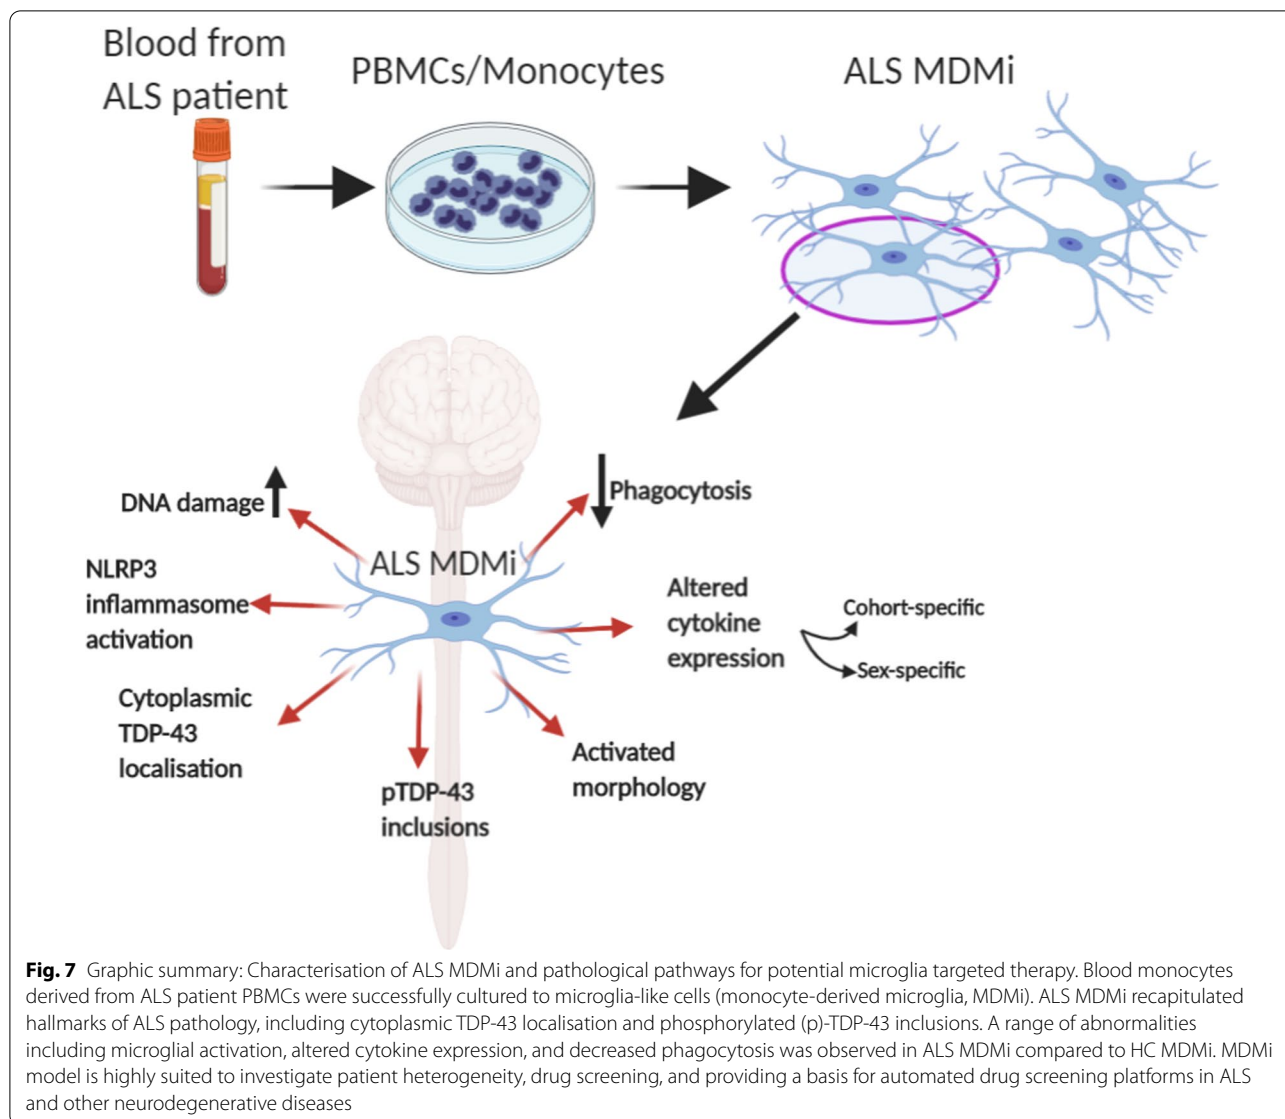 Blood from
ALS patient
PBMCs/Monocytes
ALS MDMi
DNA damage
Phagocytosis
ALS MDMi
NLRP3
inflammasome
activation
Altered
cytokine
expression
Cohort-specific
Sex-specific
Cytoplasmic
TDP-43
localisation
Activated
morphology
pTDP-43
inclusions
Fig. 7 Graphic summary: Characterisation of ALS MDMi and pathological pathways for potential microglia targeted therapy. Blood monocytes
derived from ALS patient PBMCs were successfully cultured to microglia-like cells (monocyte-derived microglia, MDMi). ALS MDMi recapitulated
hallmarks of ALS pathology, including cytoplasmic TDP-43 localisation and phosphorylated (p)-TDP-43 inclusions. A range of abnormalities
including microglial activation, altered cytokine expression, and decreased phagocytosis was observed in ALS MDMi compared to HC MDMi. MDMi
model is highly suited to investigate patient heterogeneity, drug screening, and providing a basis for automated drug screening platforms in ALS
and other neurodegenerative diseases